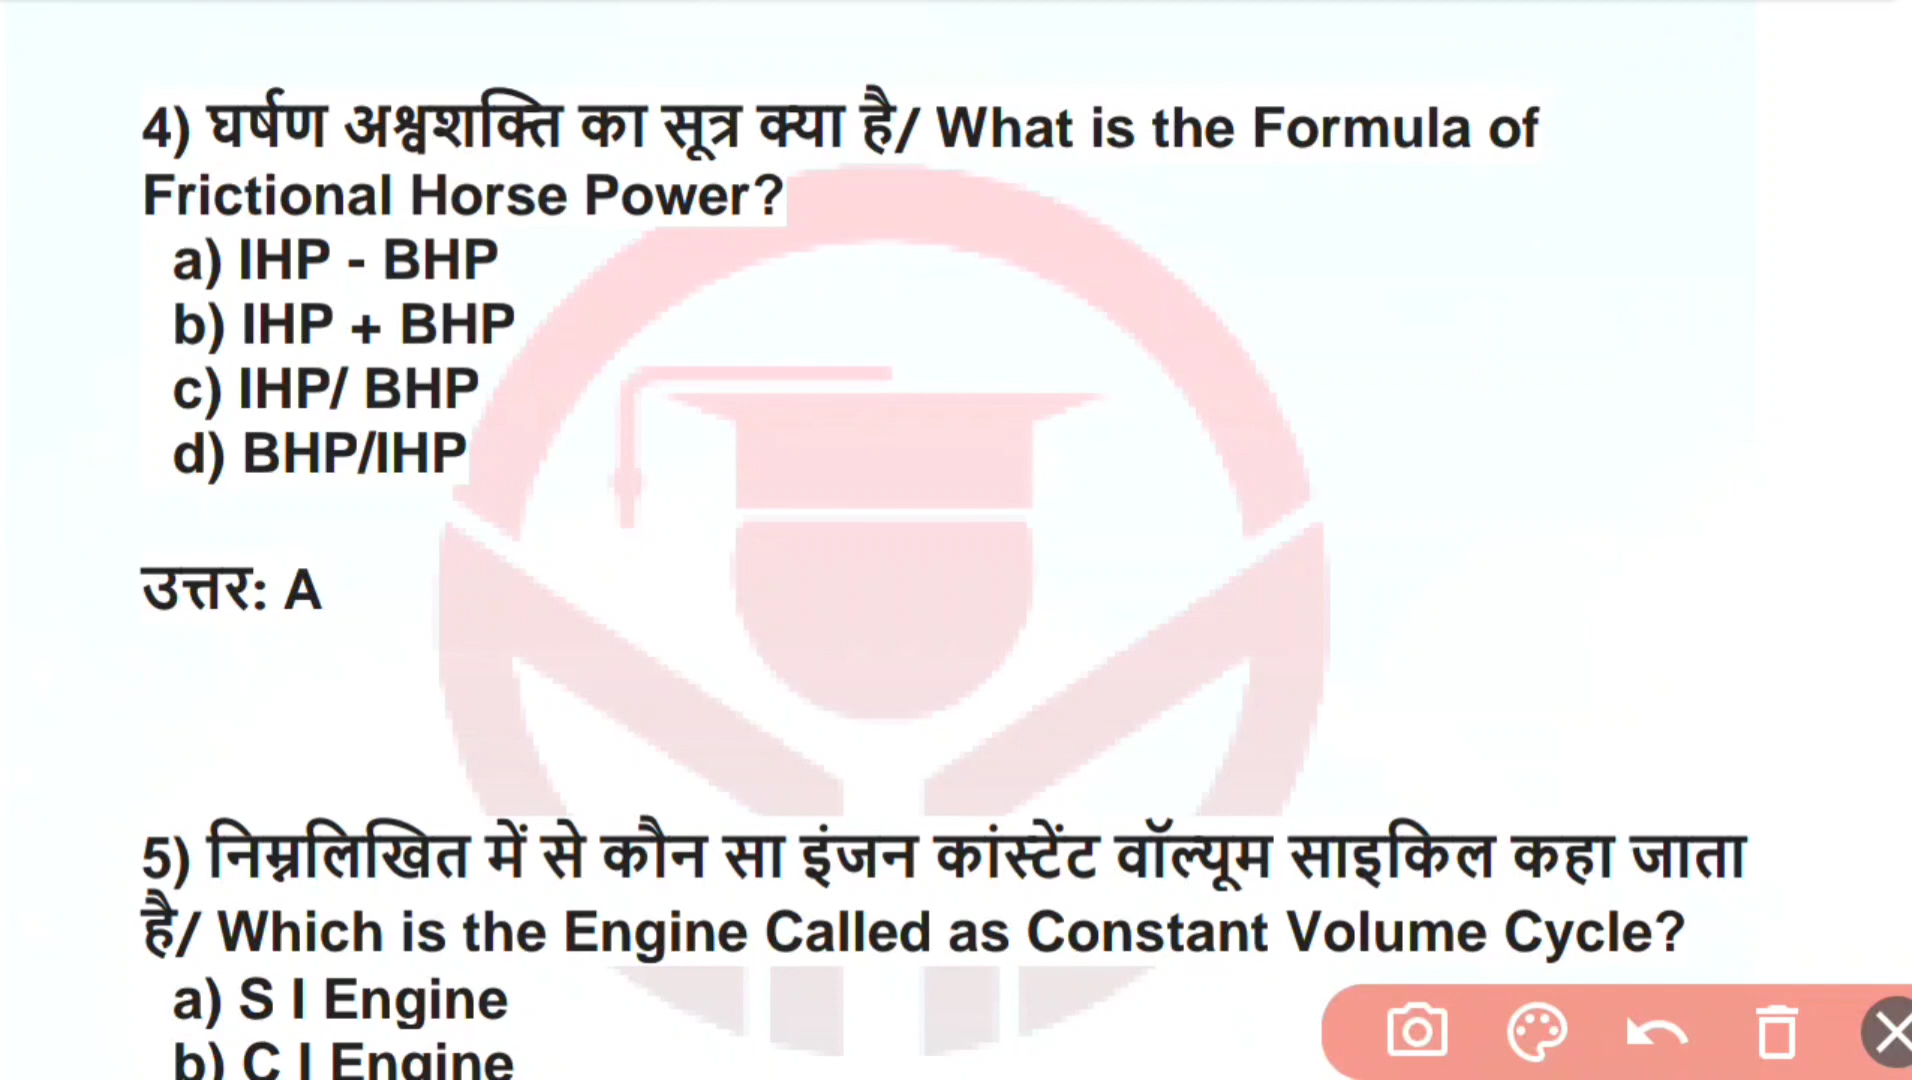 4) घर्षण अश्वशक्ति का सूत्र क्या है/ What is the Formula of
Frictional Horse Power?
a) IHP - BHP
b) IHP + BHP
c) IHP/ BHP
d) BHP/IHP
उत्तर: A
5) निम्नलिखित में से कौन सा इंजन कांस्टेंट वॉल्यूम साइकिल कहा जाता
है/ Which is the Engine Called as Constant Volume Cycle?
a) S I Engine
b) C I Engine